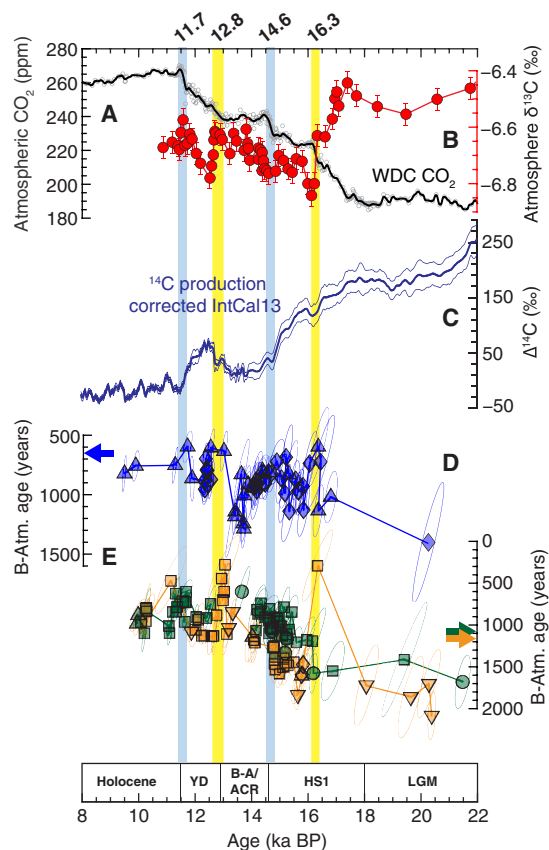 11.7 12.8 14.6 16.3
280
260
240
220
200
180
Atmospheric CO2 (ppm)
A
B
WDC CO2
−6.4
−6.6
−6.8
Atmosphere δ13C (‰)
14C production
corrected IntCal13
C
250
150
50
−50
Δ14C (‰)
500
1000
1500
B-Atm. age (years)
D
E
0
500
1000
1500
2000
B-Atm. age (years)
Holocene YD B-A/ACR HS1 LGM
8 10 12 14 16 18 20 22
Age (ka BP)